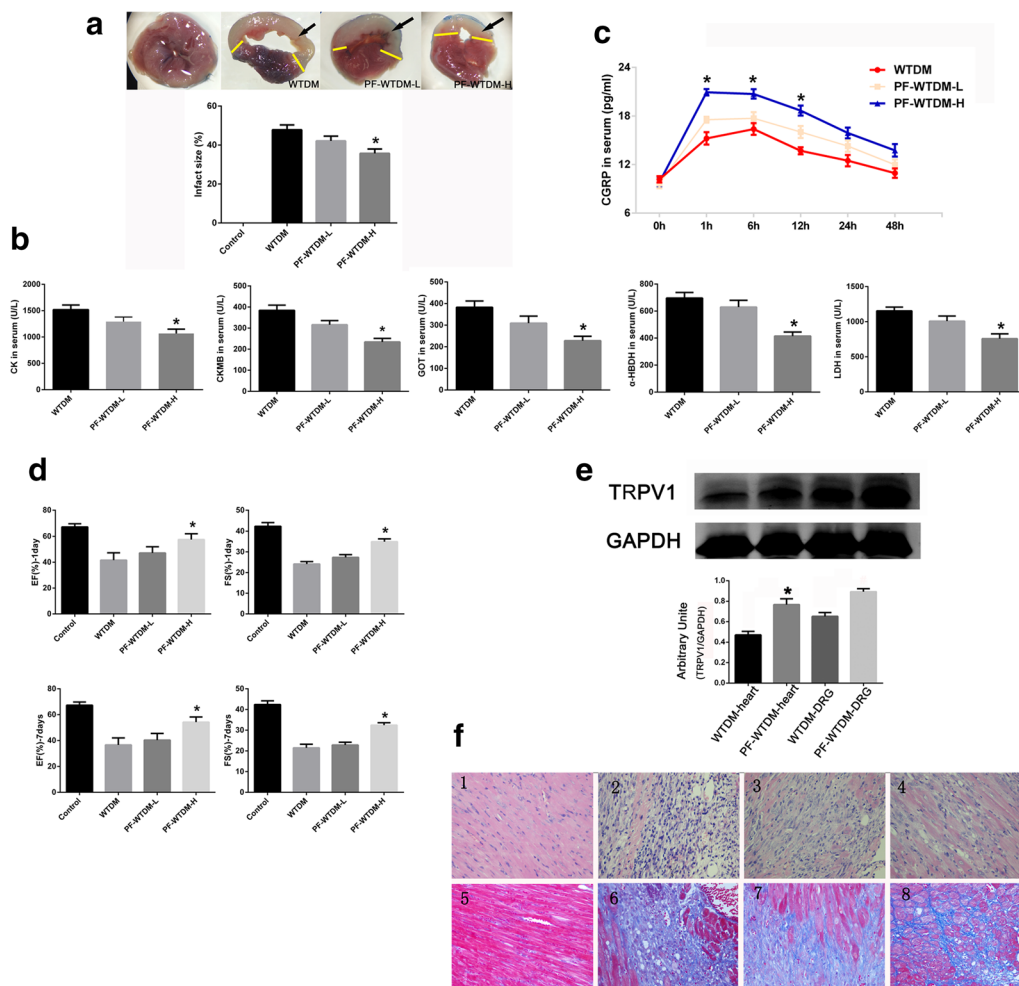 a
WTDM
PF-WTDM-L
PF-WTDM-H
Infact size (%)
60
40
20
0
Control
WTDM
PF-WTDM-L
PF-WTDM-H
c
CGRP in serum (pg/ml)
24
18
12
6
0h
1h
6h
12h
24h
48h
*
*
*
WTDM
PF-WTDM-L
PF-WTDM-H
*
b
CK in serum (U/L)
1500
1000
500
0
*
WTDM
PF-WTDM-L
PF-WTDM-H
CKMB in serum (U/L)
500
400
300
200
100
0
*
WTDM
PF-WTDM-L
PF-WTDM-H
GOT in serum (U/L)
500
400
300
200
100
0
*
WTDM
PF-WTDM-L
PF-WTDM-H
α-HBDH in serum (U/L)
800
600
400
200
0
*
WTDM
PF-WTDM-L
PF-WTDM-H
LDH in serum (U/L)
1500
1000
500
0
*
WTDM
PF-WTDM-L
PF-WTDM-H
d
EF(%)-1day
80
60
40
20
0
*
Control
WTDM
PF-WTDM-L
PF-WTDM-H
FS(%)-1day
50
40
30
20
10
0
*
Control
WTDM
PF-WTDM-L
PF-WTDM-H
EF(%)-7days
80
60
40
20
0
*
Control
WTDM
PF-WTDM-L
PF-WTDM-H
FS(%)-7days
50
40
30
20
10
0
*
Control
WTDM
PF-WTDM-L
PF-WTDM-H
e
TRPV1
GAPDH
Arbitrary Unite
(TRPV1/GAPDH)
1.0
0.8
0.6
0.4
0.2
0.0
*
WTDM-heart
PF-WTDM-heart
WTDM-DRG
PF-WTDM-DRG
f
1
2
3
4
5
6
7
8